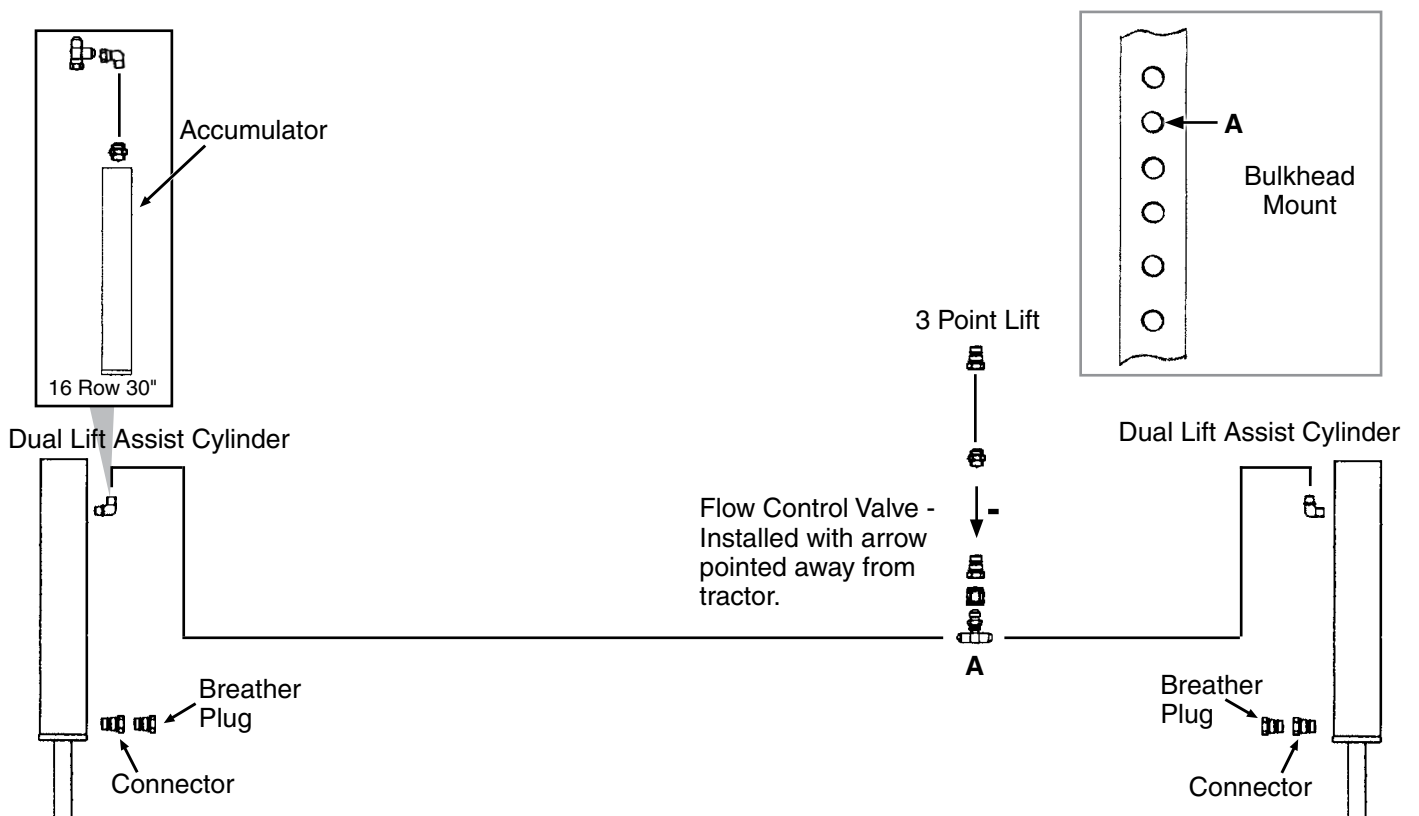 Accumulator
16 Row 30"
A
Bulkhead
Mount
3 Point Lift
Dual Lift Assist Cylinder
Dual Lift Assist Cylinder
Flow Control Valve -
Installed with arrow
pointed away from
tractor.
-
A
Breather
Plug
Connector
Breather
Plug
Connector